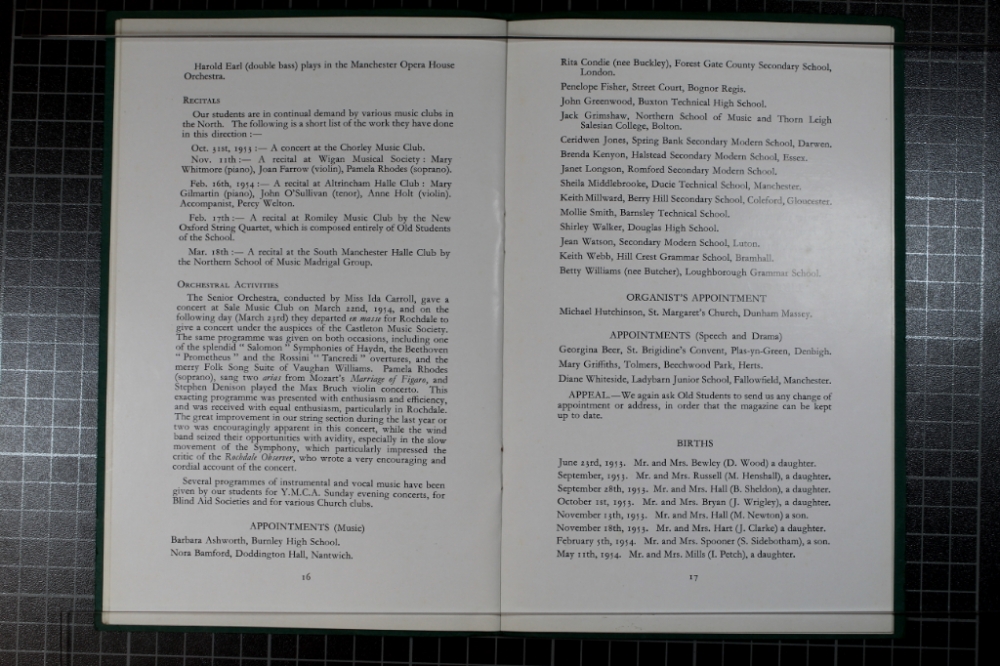 Harold Earl (double bass) plays in the Manchester Opera House
Orchestra.
RECITALS
Our students are in continual demand by various music clubs in
the North. The following is a short list of the work they have done
in this direction :—
Oct. 31st, 1953 :— A concert at the Chorley Music Club.
Nov. 11th :— A recital at Wigan Musical Society : Mary
Whitmore (piano), Joan Farrow (violin), Pamela Rhodes (soprano).
Feb. 16th, 1954 :— A recital at Altrincham Halle Club : Mary
Gilmartin (piano), John O'Sullivan (tenor), Anne Holt (violin).
Accompanist, Percy Welton.
Feb. 17th :— A recital at Romiley Music Club by the New
Oxford String Quartet, which is composed entirely of Old Students
of the School.
Mar. 18th :— A recital at the South Manchester Halle Club by
the Northern School of Music Madrigal Group.
ORCHESTRAL ACTIVITIES
The Senior Orchestra, conducted by Miss Ida Carroll, gave a
concert at Sale Music Club on March 22nd, 1954, and on the
following day (March 23rd) they departed en masse for Rochdale to
give a concert under the auspices of the Castleton Music Society.
The same programme was given on both occasions, including one
of the splendid " Salomon " Symphonies of Haydn, the Beethoven
" Prometheus " and the Rossini " Tancredi " overtures, and the
merry Folk Song Suite of Vaughan Williams. Pamela Rhodes
(soprano), sang two arias from Mozart's Marriage of Figaro, and
Stephen Denison played the Max Bruch violin concerto. This
exacting programme was presented with enthusiasm and efficiency,
and was received with equal enthusiasm, particularly in Rochdale.
The great improvement in our string section during the last year or
two was encouragingly apparent in this concert, while the wind
band seized their opportunities with avidity, especially in the slow
movement of the Symphony, which particularly impressed the
critic of the Rochdale Observer, who wrote a very encouraging and
cordial account of the concert.
Several programmes of instrumental and vocal music have been
given by our students for Y.M.C.A. Sunday evening concerts, for
Blind Aid Societies and for various Church clubs.
APPOINTMENTS (Music)
Barbara Ashworth, Burnley High School.
Nora Bamford, Doddington Hall, Nantwich.
16
Rita Condie (nee Buckley), Forest Gate County Secondary School,
London.
Penelope Fisher, Street Court, Bognor Regis.
John Greenwood, Buxton Technical High School.
Jack Grimshaw, Northern School of Music and Thorn Leigh
Salesian College, Bolton.
Ceridwen Jones, Spring Bank Secondary Modern School, Darwen.
Brenda Kenyon, Halstead Secondary Modern School, Essex.
Janet Longson, Romford Secondary Modern School.
Sheila Middlebrooke, Ducie Technical School, Manchester.
Keith Millward, Berry Hill Secondary School, Coleford, Gloucester.
Mollie Smith, Barnsley Technical School.
Shirley Walker, Douglas High School.
Jean Watson, Secondary Modern School, Luton.
Keith Webb, Hill Crest Grammar School, Bramhall.
Betty Williams (nee Butcher), Loughborough Grammar School.
ORGANIST'S APPOINTMENT
Michael Hutchinson, St. Margaret's Church, Dunham Massey.
APPOINTMENTS (Speech and Drama)
Georgina Beer, St. Brigidine's Convent, Plas-yn-Green, Denbigh.
Mary Griffiths, Tolmers, Beechwood Park, Herts.
Diane Whiteside, Ladybarn Junior School, Fallowfield, Manchester.
APPEAL.—We again ask Old Students to send us any change of
appointment or address, in order that the magazine can be kept
up to date.
BIRTHS
June 23rd, 1953. Mr. and Mrs. Bewley (D. Wood) a daughter.
September, 1953. Mr. and Mrs. Russell (M. Henshall), a daughter.
September 28th, 1953. Mr. and Mrs. Hall (B. Sheldon), a daughter.
October 1st, 1953. Mr. and Mrs. Bryan (J. Wrigley), a daughter.
November 13th, 1953. Mr. and Mrs. Hall (M. Newton) a son.
November 18th, 1953. Mr. and Mrs. Hart (J. Clarke) a daughter.
February 5th, 1954. Mr. and Mrs. Spooner (S. Sidebotham), a son.
May 11th, 1954. Mr. and Mrs. Mills (I. Petch), a daughter.
17